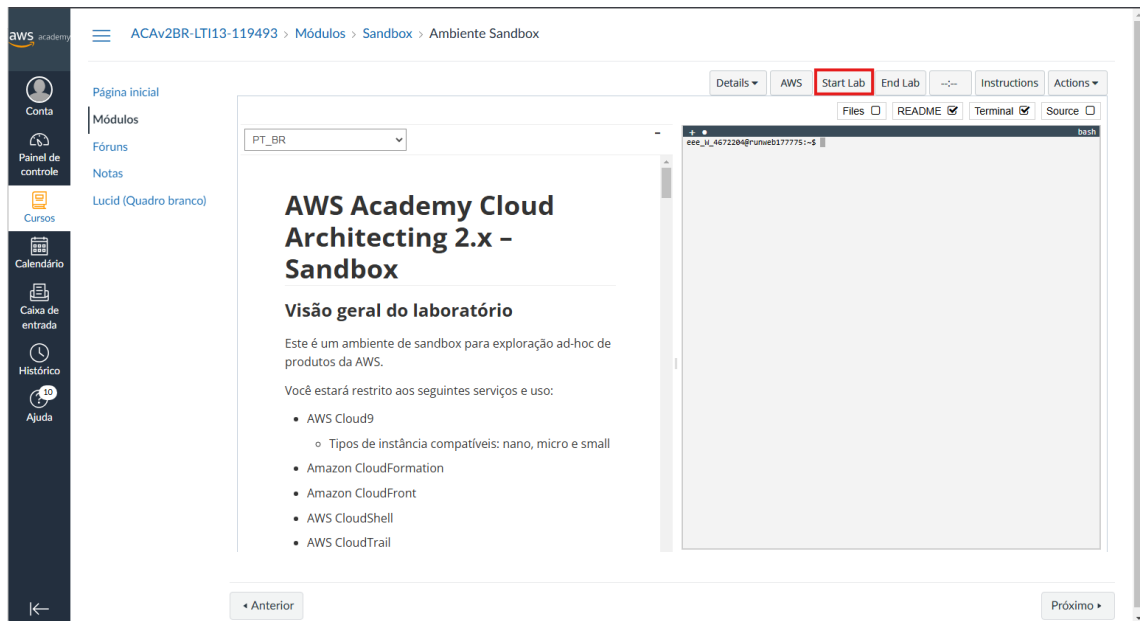 aws academy
ACAv2BR-LTI13-119493 > Módulos > Sandbox > Ambiente Sandbox
Conta
Painel de
controle
Cursos
Calendário
Caixa de
entrada
Histórico
10
Ajuda
Página inicial
Módulos
Fóruns
Notas
Lucid (Quadro branco)
Details AWS Start Lab End Lab --:-- Instructions Actions
Files README Terminal Source
PT_BR
-
AWS Academy Cloud
Architecting 2.x –
Sandbox
Visão geral do laboratório
Este é um ambiente de sandbox para exploração ad-hoc de
produtos da AWS.
Você estará restrito aos seguintes serviços e uso:
• AWS Cloud9
◦ Tipos de instância compatíveis: nano, micro e small
• Amazon CloudFormation
• Amazon CloudFront
• AWS CloudShell
• AWS CloudTrail
+ bash
eee_W_4672204@runweb177775:~$
Anterior
Próximo